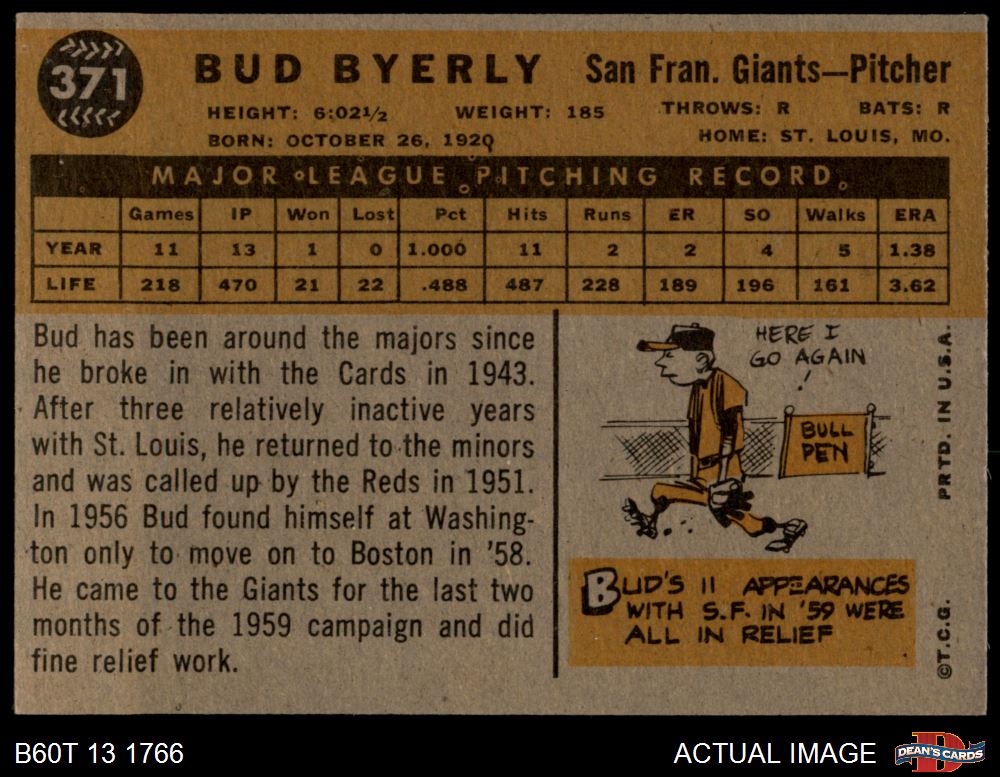 371
BUD BYERLY San Fran. Giants—Pitcher
HEIGHT: 6:02½ WEIGHT: 185 THROWS: R BATS: R
BORN: OCTOBER 26, 1920 HOME: ST. LOUIS, MO.
MAJOR LEAGUE PITCHING RECORD
Games IP Won Lost Pct Hits Runs ER SO Walks ERA
YEAR 11 13 1 0 1.000 11 2 2 4 5 1.38
LIFE 218 470 21 22 .488 487 228 189 196 161 3.62
Bud has been around the majors since
he broke in with the Cards in 1943.
After three relatively inactive years
with St. Louis, he returned to the minors
and was called up by the Reds in 1951.
In 1956 Bud found himself at Washing-
ton only to move on to Boston in '58.
He came to the Giants for the last two
months of the 1959 campaign and did
fine relief work.
HERE I
GO AGAIN
!
BULL
PEN
BUD'S 11 APPEARANCES
WITH S.F. IN '59 WERE
ALL IN RELIEF
PRTD. IN U.S.A.
©T.C.G.
B60T 13 1766
ACTUAL IMAGE
D
DEAN'S CARDS